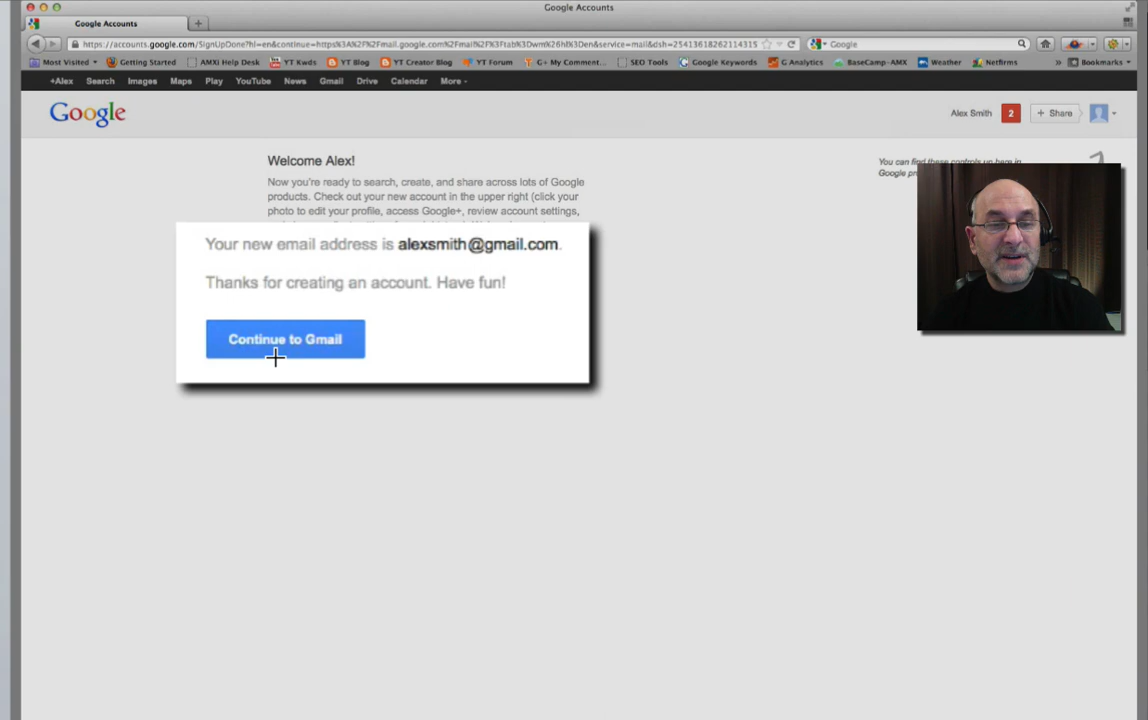 Google Accounts
Google Accounts
https://accounts.google.com/SignUpDone?hl=en&continue=https%3A%2F%2Fmail.google.com%2Fmail%2F%3Ftab%3Dwm%26hl%3Den&service=mail&dsh=25413618262114315 Google
Most Visited Getting Started AMXi Help Desk YT Kwds YT Blog YT Creator Blog YT Forum G+ My Comment... SEO Tools Google Keywords G Analytics BaseCamp-AMX Weather Netfirms » Bookmarks
+Alex Search Images Maps Play YouTube News Gmail Drive Calendar More
Google Alex Smith 2 + Share
Welcome Alex!
Now you're ready to search, create, and share across lots of Google
products. Check out your new account in the upper right (click your
photo to edit your profile, access Google+, review account settings,
You can find these controls up here in
Google
Your new email address is alexsmith@gmail.com.
Thanks for creating an account. Have fun!
Continue to Gmail